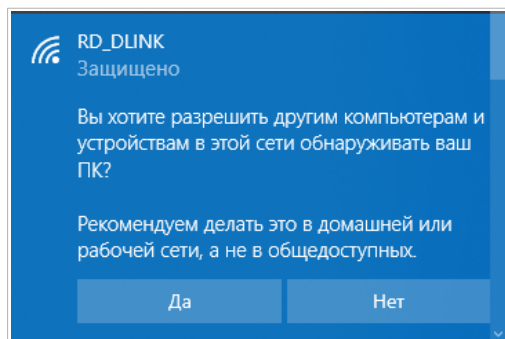 RD_DLINK
Защищено
Вы хотите разрешить другим компьютерам и
устройствам в этой сети обнаруживать ваш
ПК?
Рекомендуем делать это в домашней или
рабочей сети, а не в общедоступных.
Да
Нет